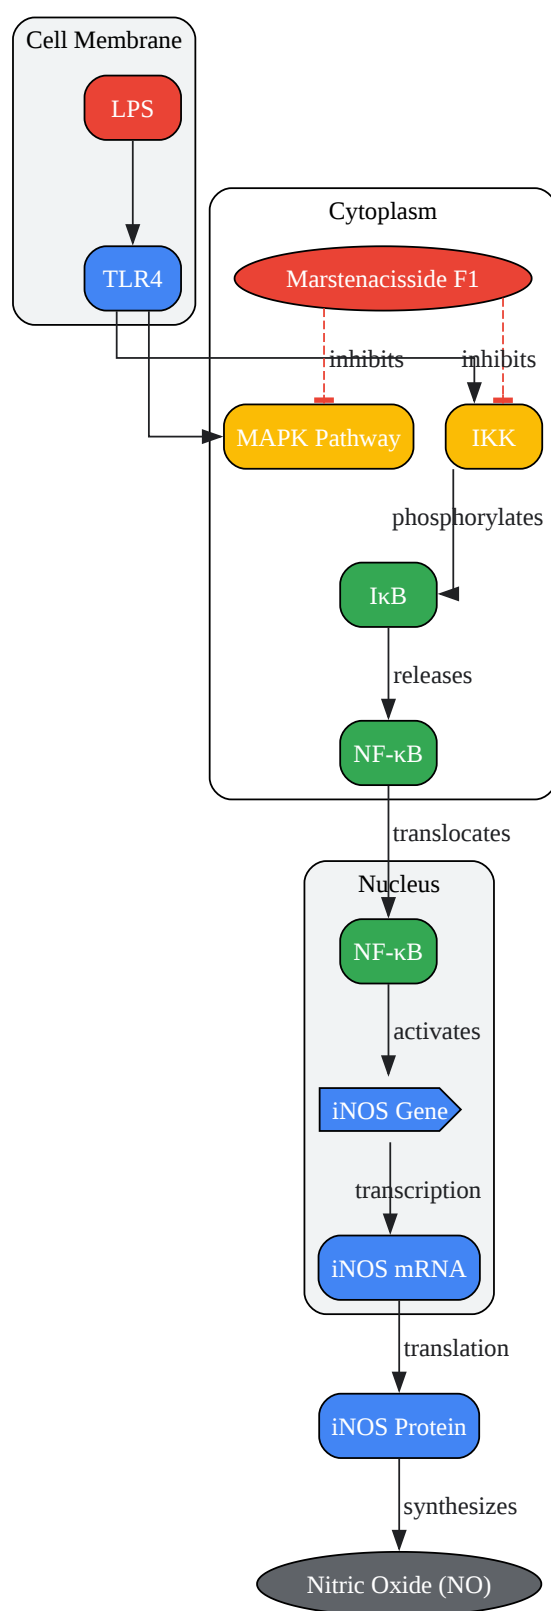 Cell Membrane
LPS
TLR4
Cytoplasm
Marstenacisside F1
inhibits
inhibits
MAPK Pathway
IKK
phosphorylates
IκB
releases
NF-κB
translocates
Nucleus
NF-κB
activates
iNOS Gene
transcription
iNOS mRNA
translation
iNOS Protein
synthesizes
Nitric Oxide (NO)